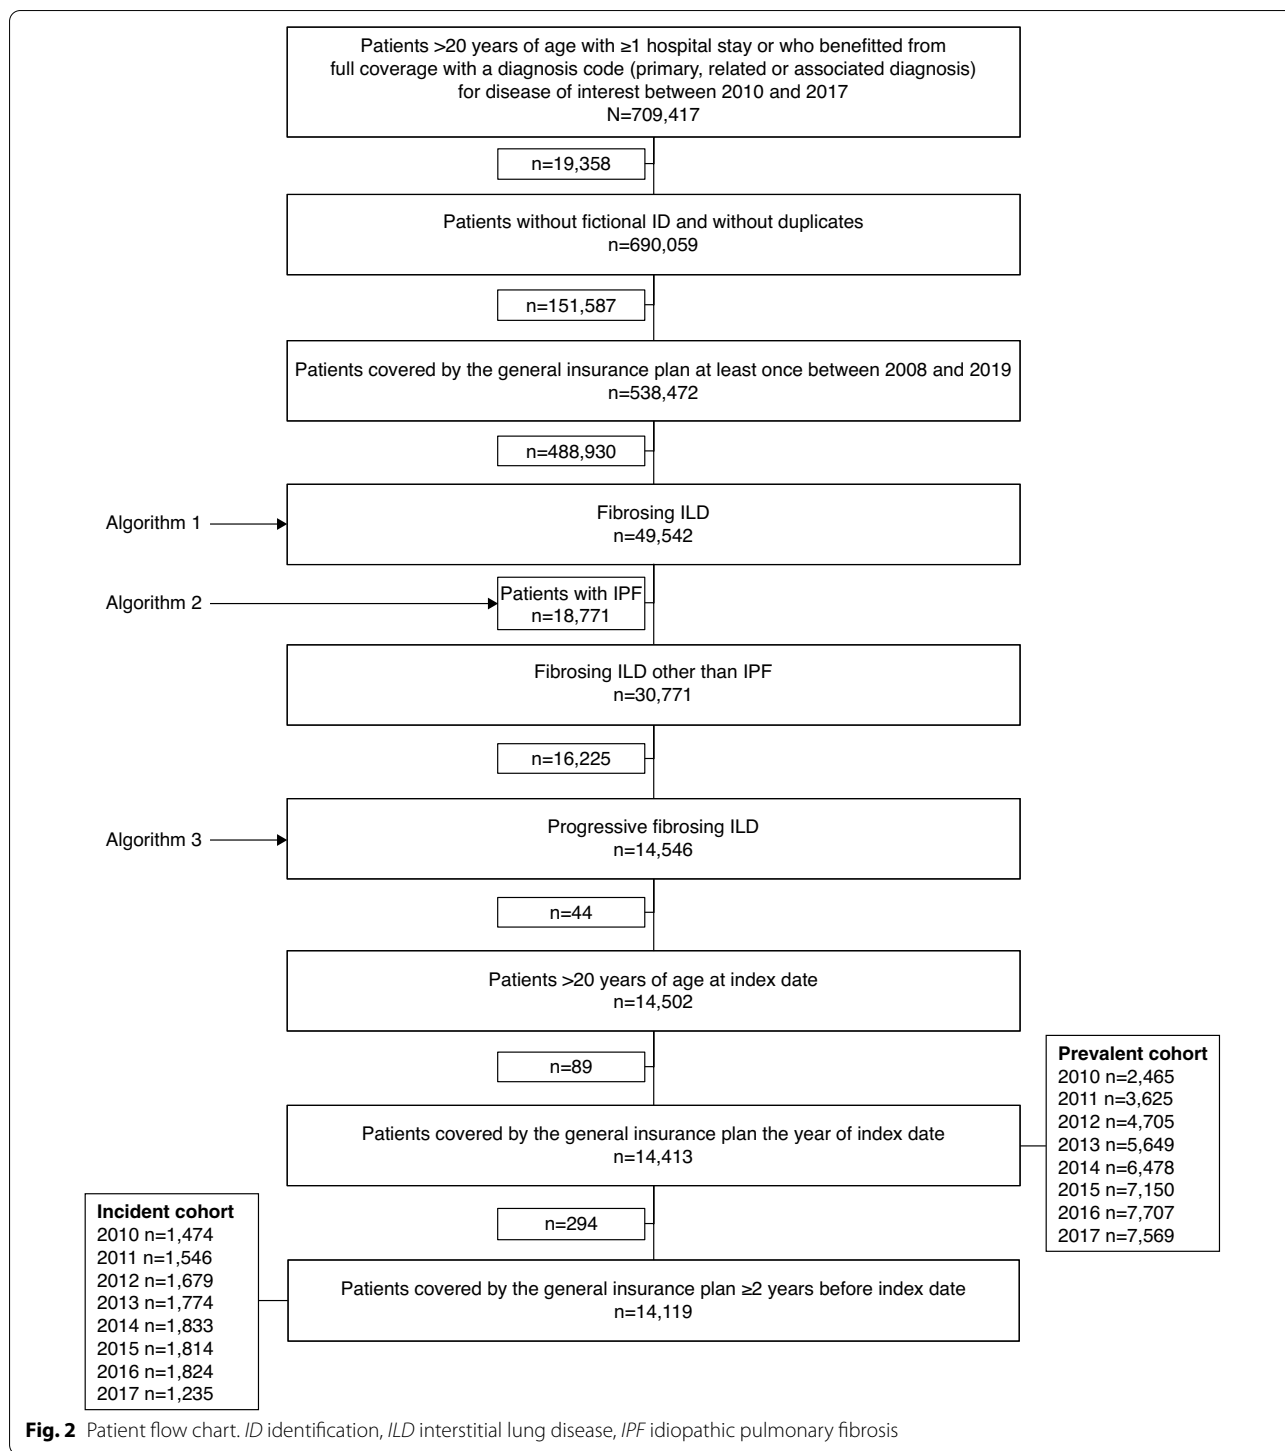 Patients >20 years of age with ≥1 hospital stay or who benefitted from
full coverage with a diagnosis code (primary, related or associated diagnosis)
for disease of interest between 2010 and 2017
N=709,417
n=19,358
Patients without fictional ID and without duplicates
n=690,059
n=151,587
Patients covered by the general insurance plan at least once between 2008 and 2019
n=538,472
n=488,930
Algorithm 1
Fibrosing ILD
n=49,542
Algorithm 2
Patients with IPF
n=18,771
Fibrosing ILD other than IPF
n=30,771
n=16,225
Algorithm 3
Progressive fibrosing ILD
n=14,546
n=44
Patients >20 years of age at index date
n=14,502
n=89
Patients covered by the general insurance plan the year of index date
n=14,413
Prevalent cohort
2010 n=2,465
2011 n=3,625
2012 n=4,705
2013 n=5,649
2014 n=6,478
2015 n=7,150
2016 n=7,707
2017 n=7,569
n=294
Incident cohort
2010 n=1,474
2011 n=1,546
2012 n=1,679
2013 n=1,774
2014 n=1,833
2015 n=1,814
2016 n=1,824
2017 n=1,235
Patients covered by the general insurance plan ≥2 years before index date
n=14,119
Fig. 2 Patient flow chart. ID identification, ILD interstitial lung disease, IPF idiopathic pulmonary fibrosis